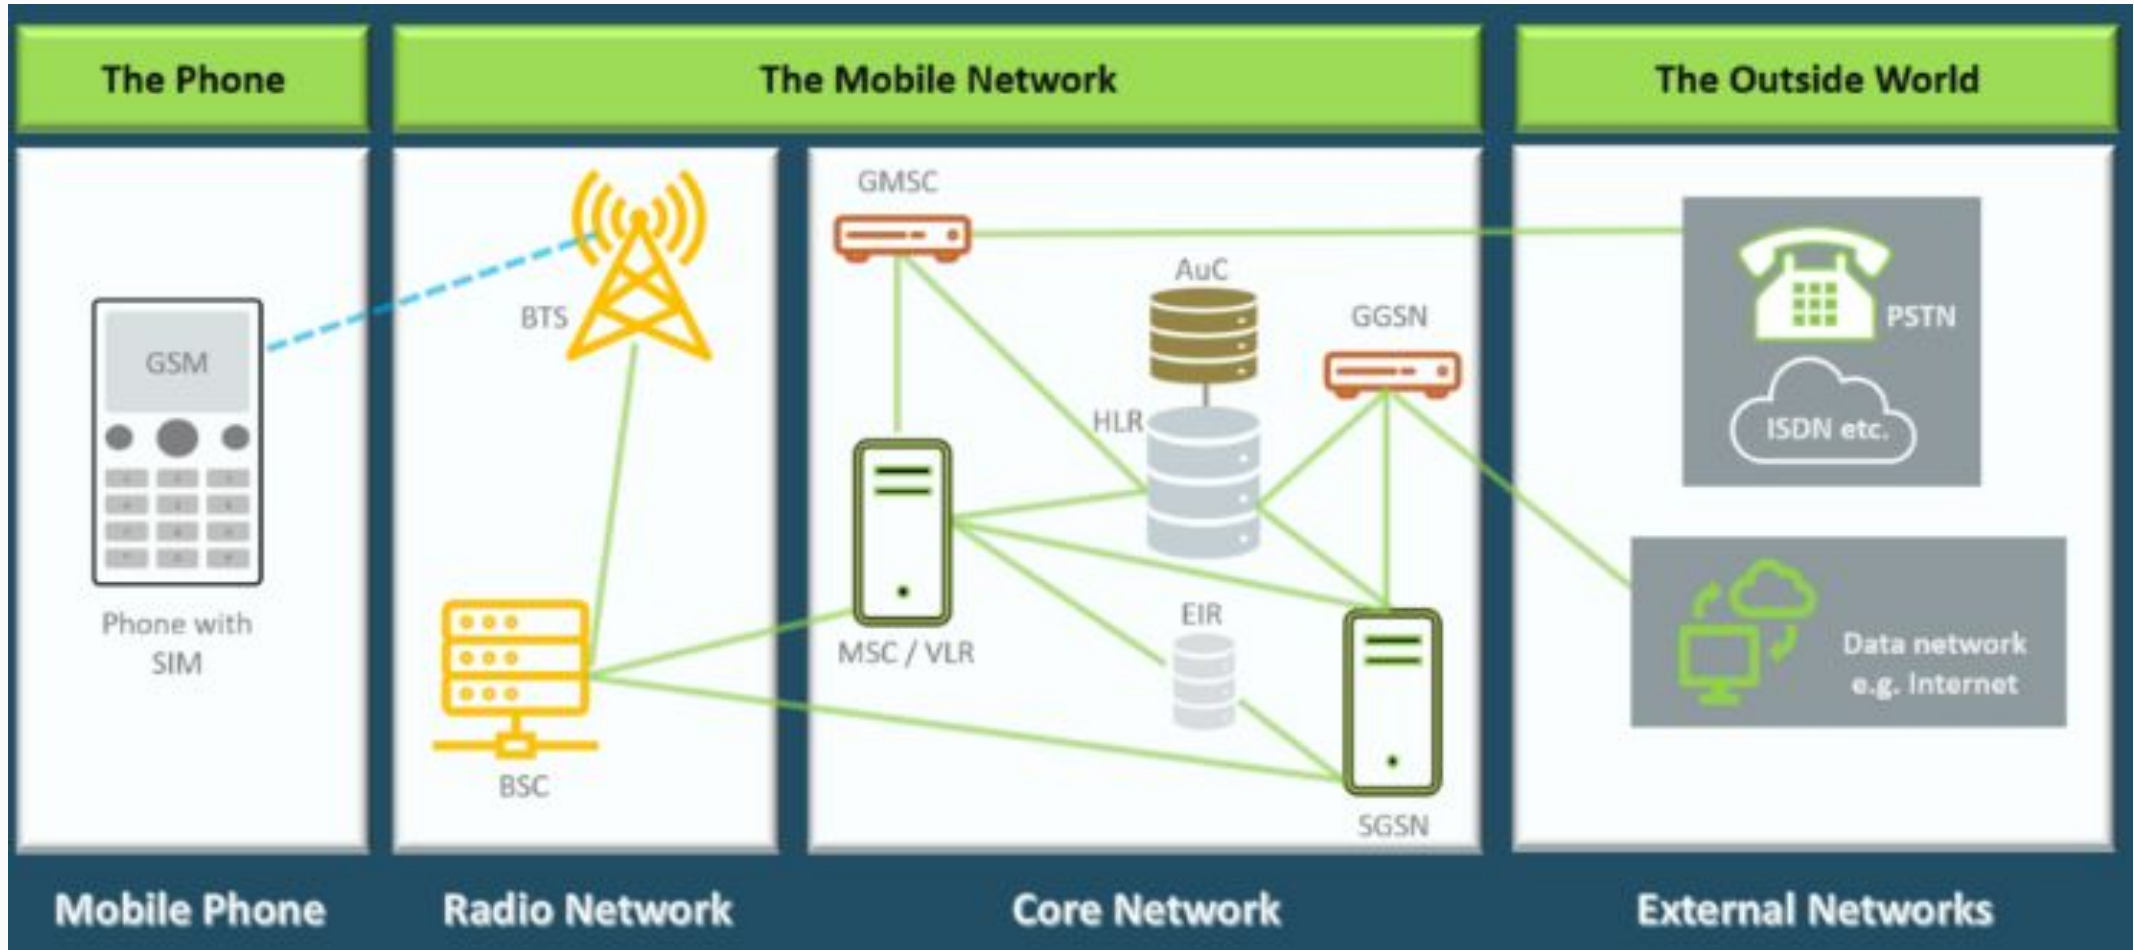 The Phone
The Mobile Network
The Outside World
GSM
Phone with
SIM
BTS
BSC
GMSC
AuC
HLR
GGSN
MSC / VLR
EIR
SGSN
PSTN
ISDN etc.
Data network
e.g. Internet
Mobile Phone
Radio Network
Core Network
External Networks